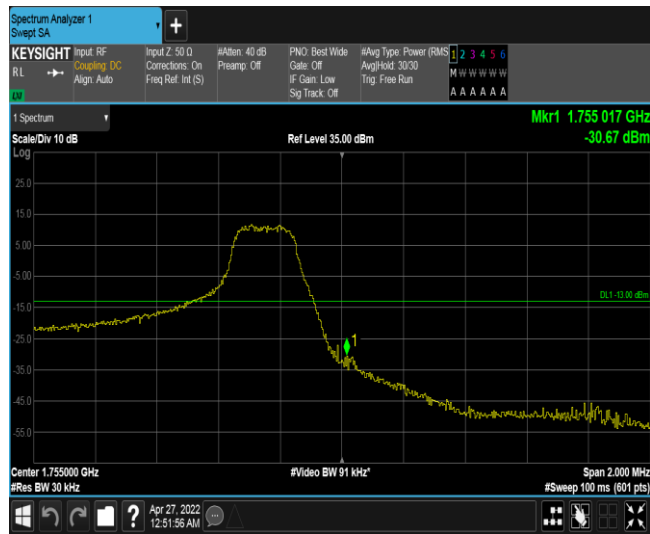 Spectrum Analyzer 1
Swept SA
+
KEYSIGHT
RL
Input: RF
Coupling: DC
Align: Auto
Input Z: 50 Ω
Corrections: On
Freq Ref: Int (S)
#Atten: 40 dB
Preamp: Off
PNO: Best Wide
Gate: Off
IF Gain: Low
Sig Track: Off
#Avg Type: Power (RMS
Avg|Hold: 30/30
Trig: Free Run
1 2 3 4 5 6
M W W W W W
A A A A A A
1 Spectrum
Scale/Div 10 dB
Ref Level 35.00 dBm
Mkr1 1.755 017 GHz
-30.67 dBm
Log
25.0
15.0
5.00
-5.00
-15.0
-25.0
-35.0
-45.0
-55.0
DL1 -13.00 dBm
1
Center 1.755000 GHz
#Video BW 91 kHz*
Span 2.000 MHz
#Res BW 30 kHz
#Sweep 100 ms (601 pts)
?
Apr 27, 2022
12:51:56 AM